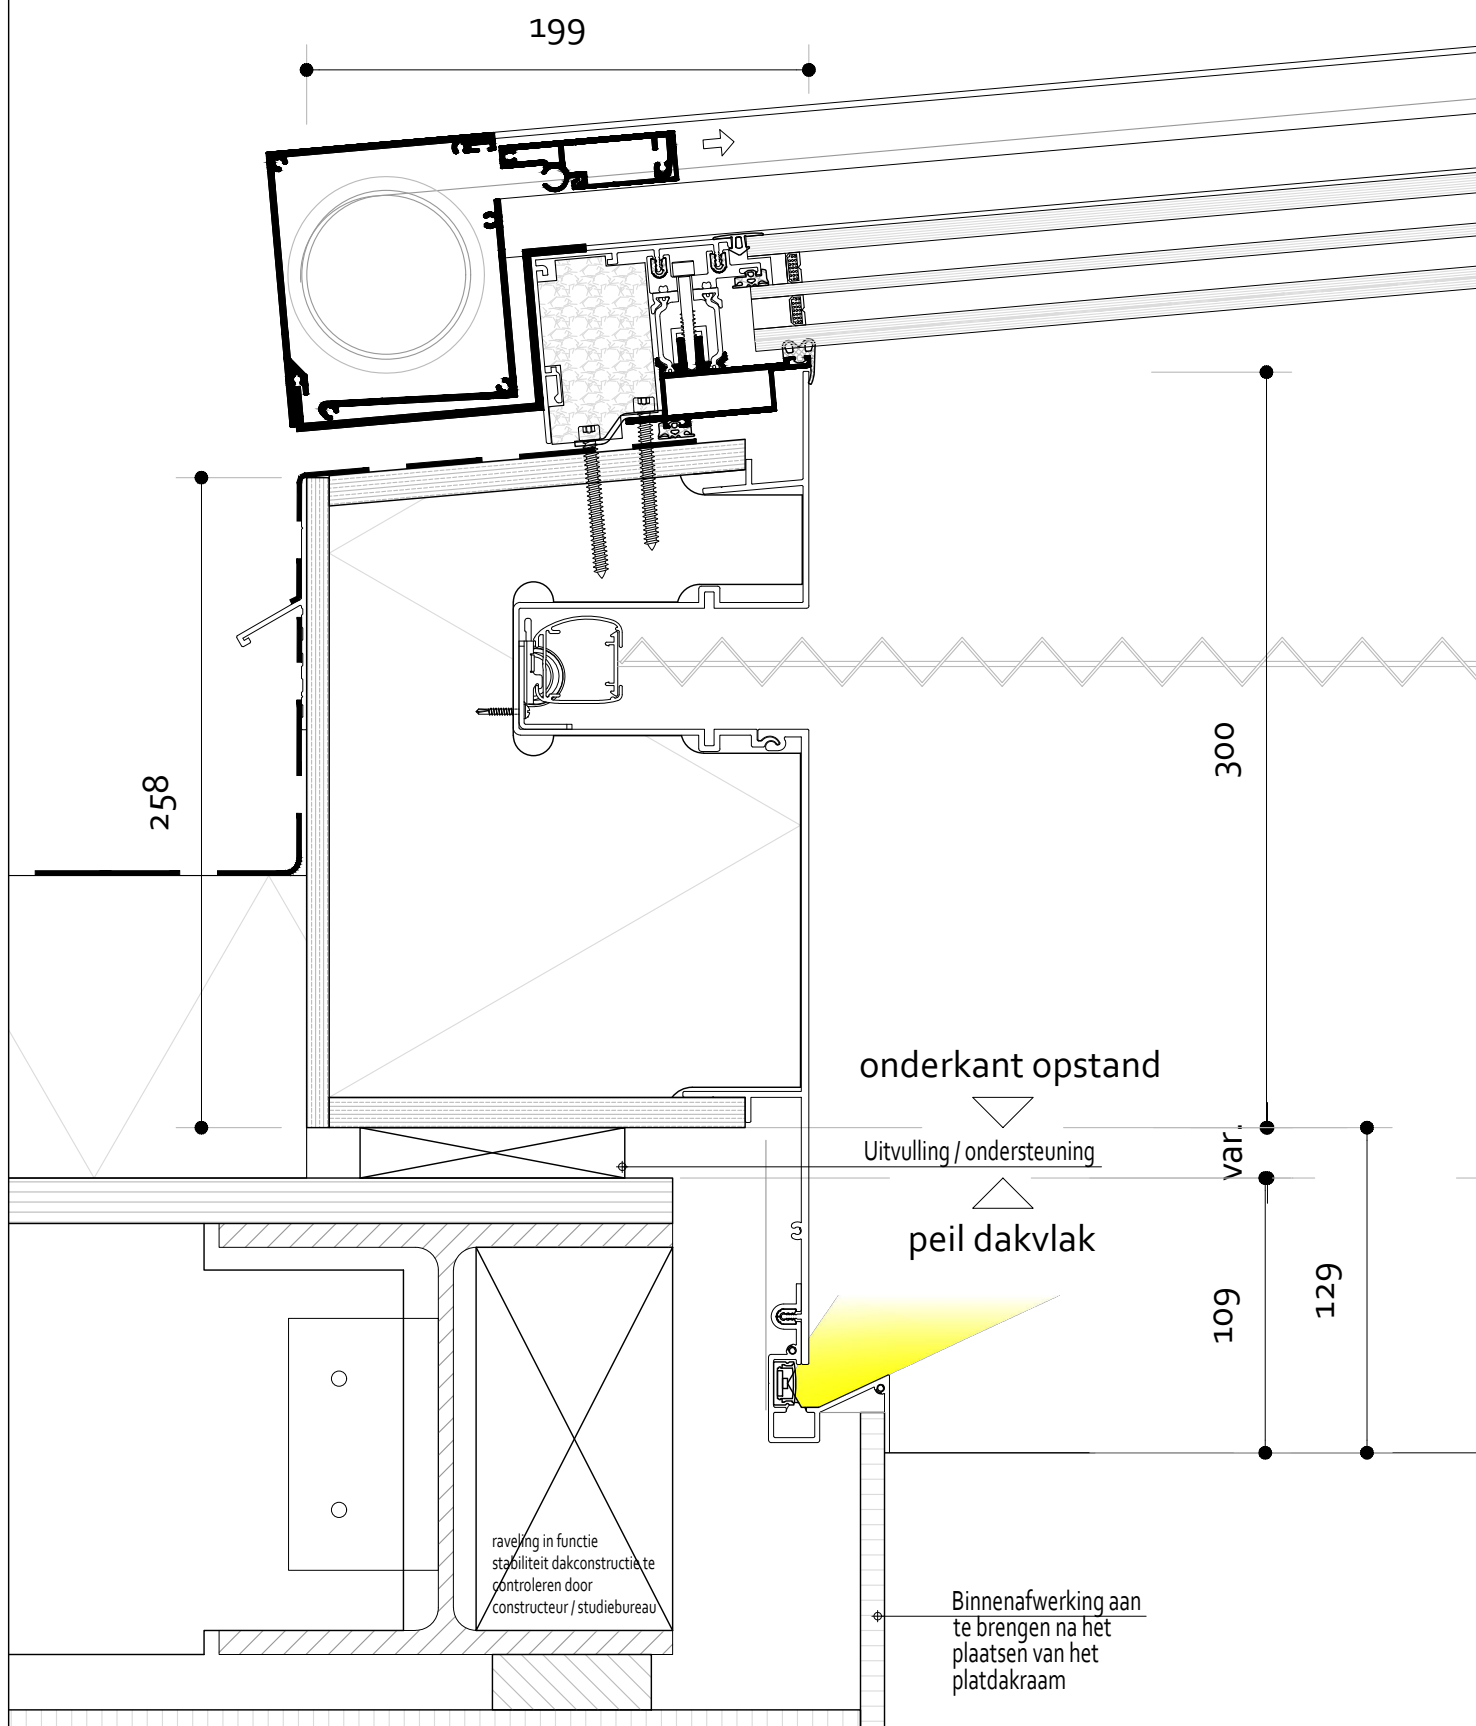 199
258
300
onderkant opstand
Uitvulling / ondersteuning
var.
peil dakvlak
109
129
raveling in functie
stabiliteit dakconstructie te
controleren door
constructeur / studiebureau
Binnenafwerking aan
te brengen na het
plaatsen van het
platdakraam